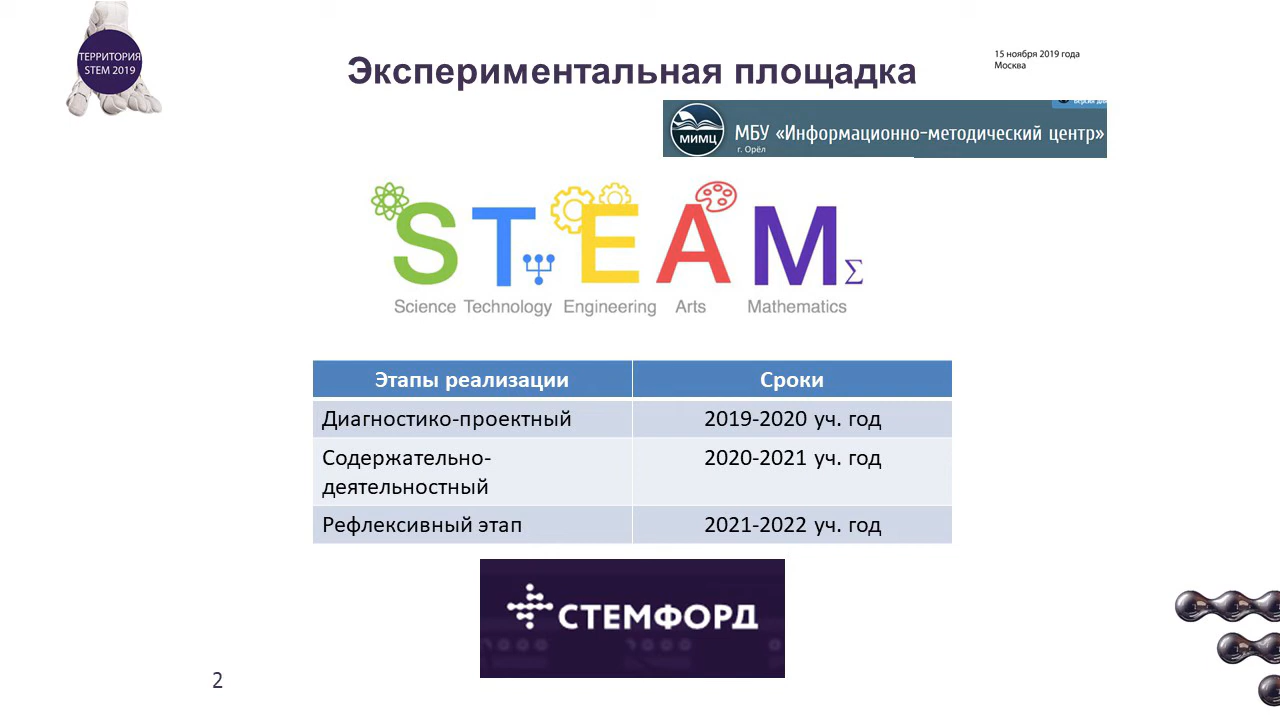 ТЕРРИТОРИЯ
STEM 2019
Экспериментальная площадка
15 ноября 2019 года
Москва
МИМЦ
МБУ «Информационно-методический центр»
г. Орёл
STEAM
Σ
Science Technology Engineering Arts Mathematics
Этапы реализации Сроки
Диагностико-проектный 2019-2020 уч. год
Содержательно- 2020-2021 уч. год
деятельностный
Рефлексивный этап 2021-2022 уч. год
СТЕМФОРД
2